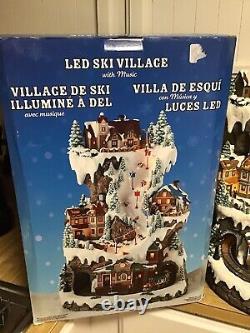 LED SKI VILLAGE
with Music
VILLAGE DE SKI
ILLUMINÉ À DEL
avec musique
VILLA DE ESQUÍ
con Música y
LUCES LED